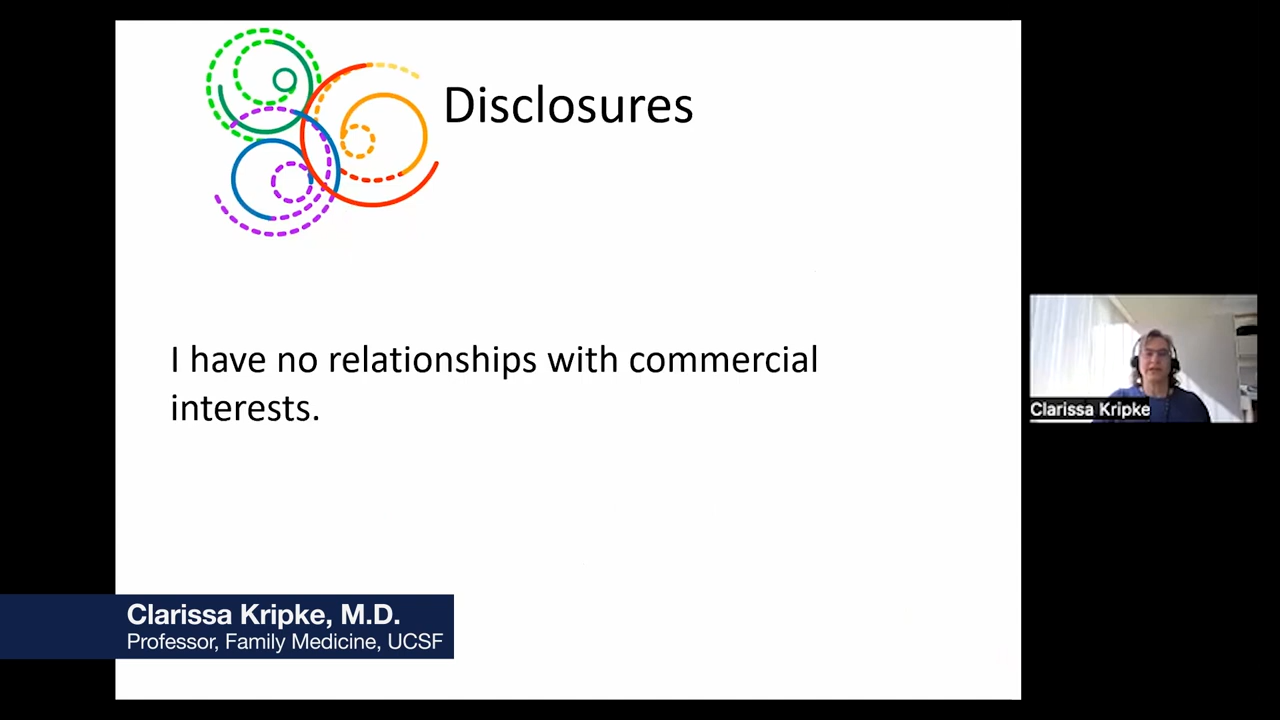 Disclosures
I have no relationships with commercial
interests.
Clarissa Kripke
Clarissa Kripke, M.D.
Professor, Family Medicine, UCSF